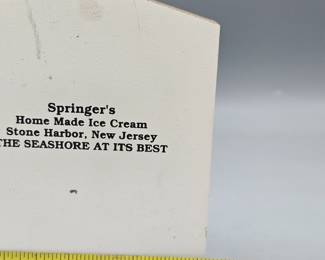 Springer's
Home Made Ice Cream
Stone Harbor, New Jersey
THE SEASHORE AT ITS BEST